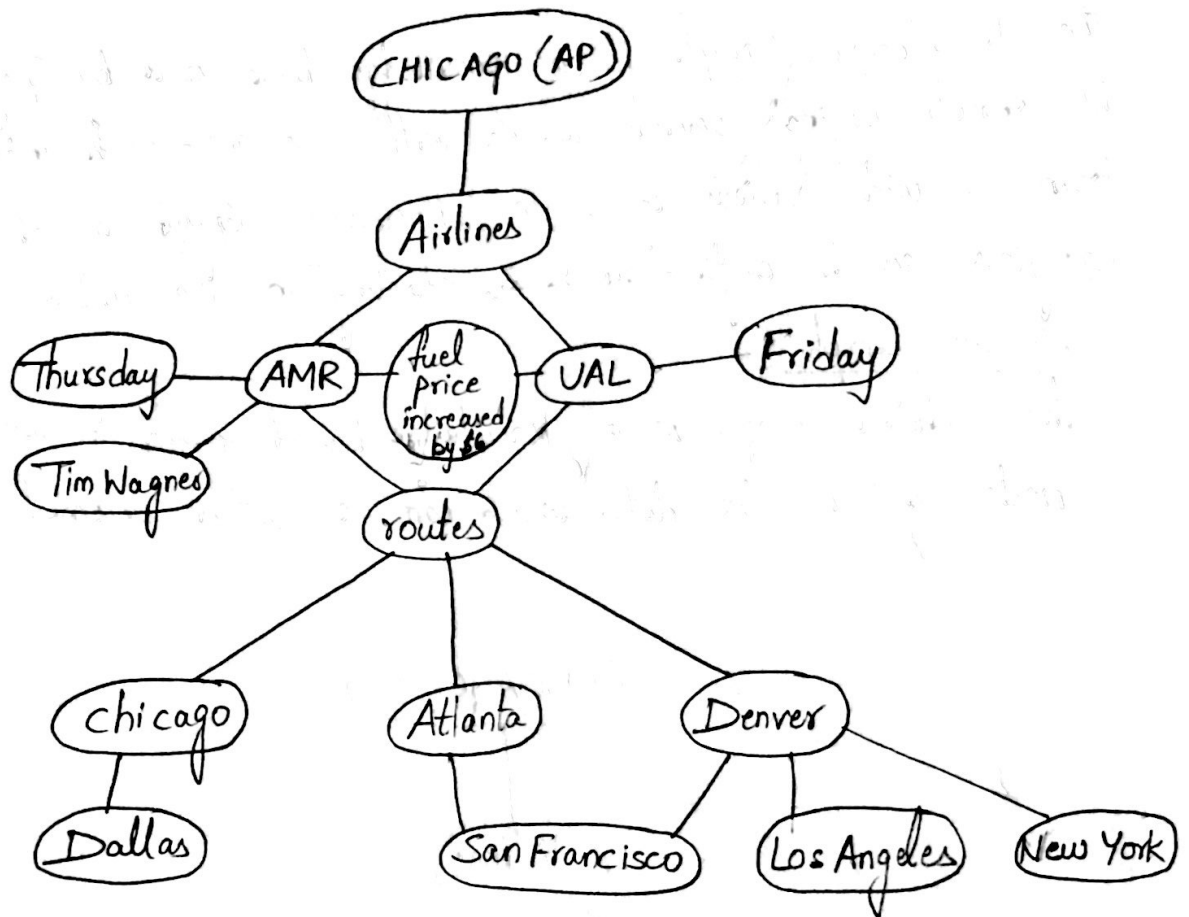 CHICAGO (AP)
Airlines
Thursday
AMR
fuel
price
increased
by $6
UAL
Friday
Tim Wagner
routes
chicago
Atlanta
Denver
Dallas
San Francisco
Los Angeles
New York